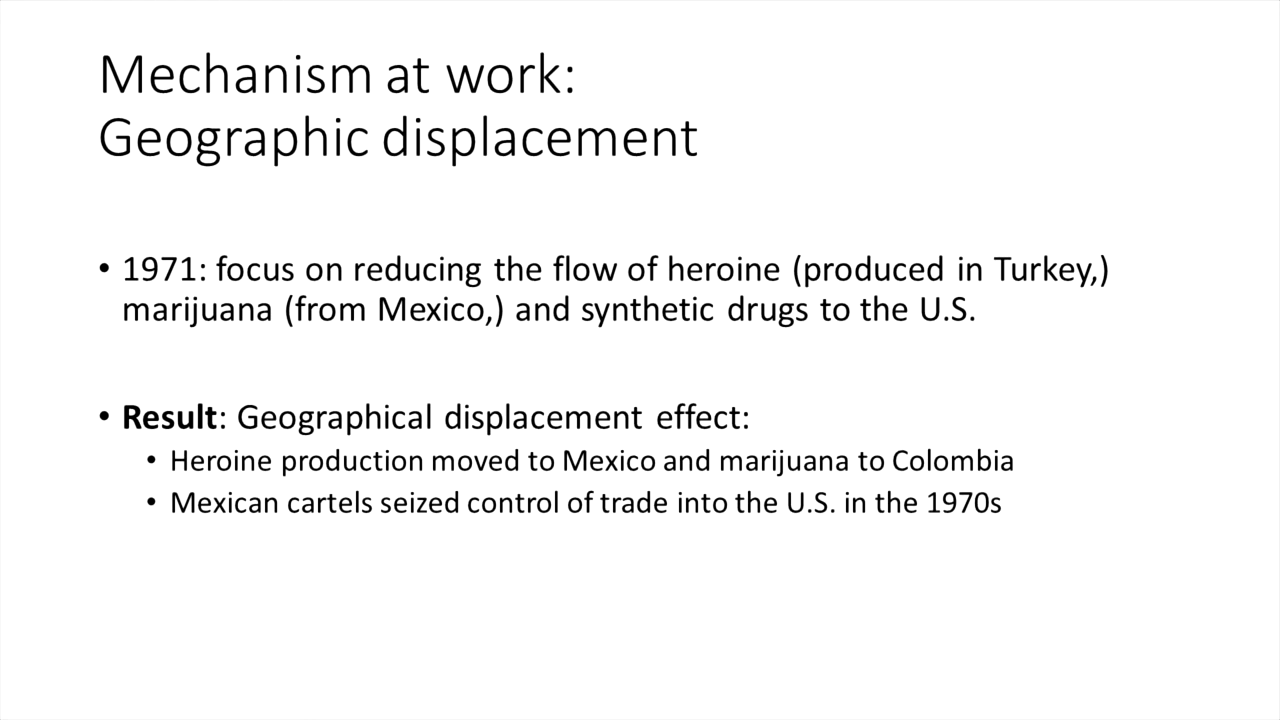 Mechanism at work:
Geographic displacement
• 1971: focus on reducing the flow of heroine (produced in Turkey,)
marijuana (from Mexico,) and synthetic drugs to the U.S.
• Result: Geographical displacement effect:
• Heroine production moved to Mexico and marijuana to Colombia
• Mexican cartels seized control of trade into the U.S. in the 1970s